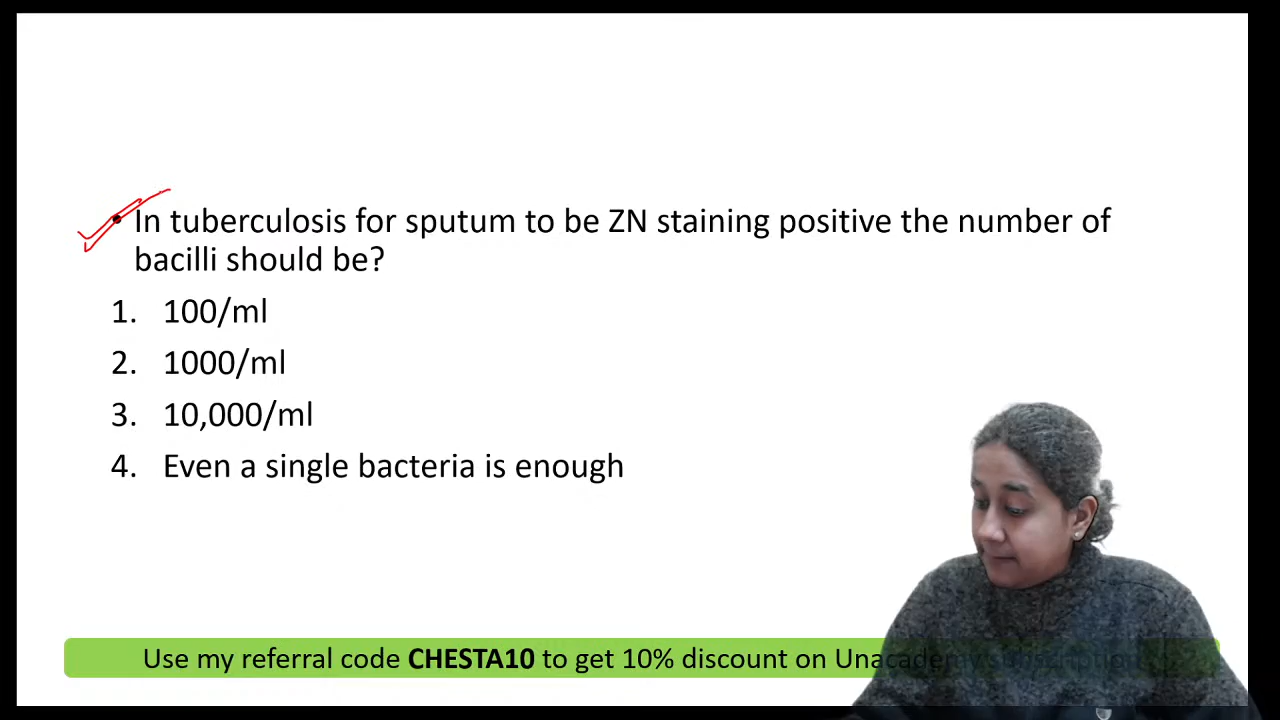 • In tuberculosis for sputum to be ZN staining positive the number of
bacilli should be?
1. 100/ml
2. 1000/ml
3. 10,000/ml
4. Even a single bacteria is enough
Use my referral code CHESTA10 to get 10% discount on Unacademy subscription